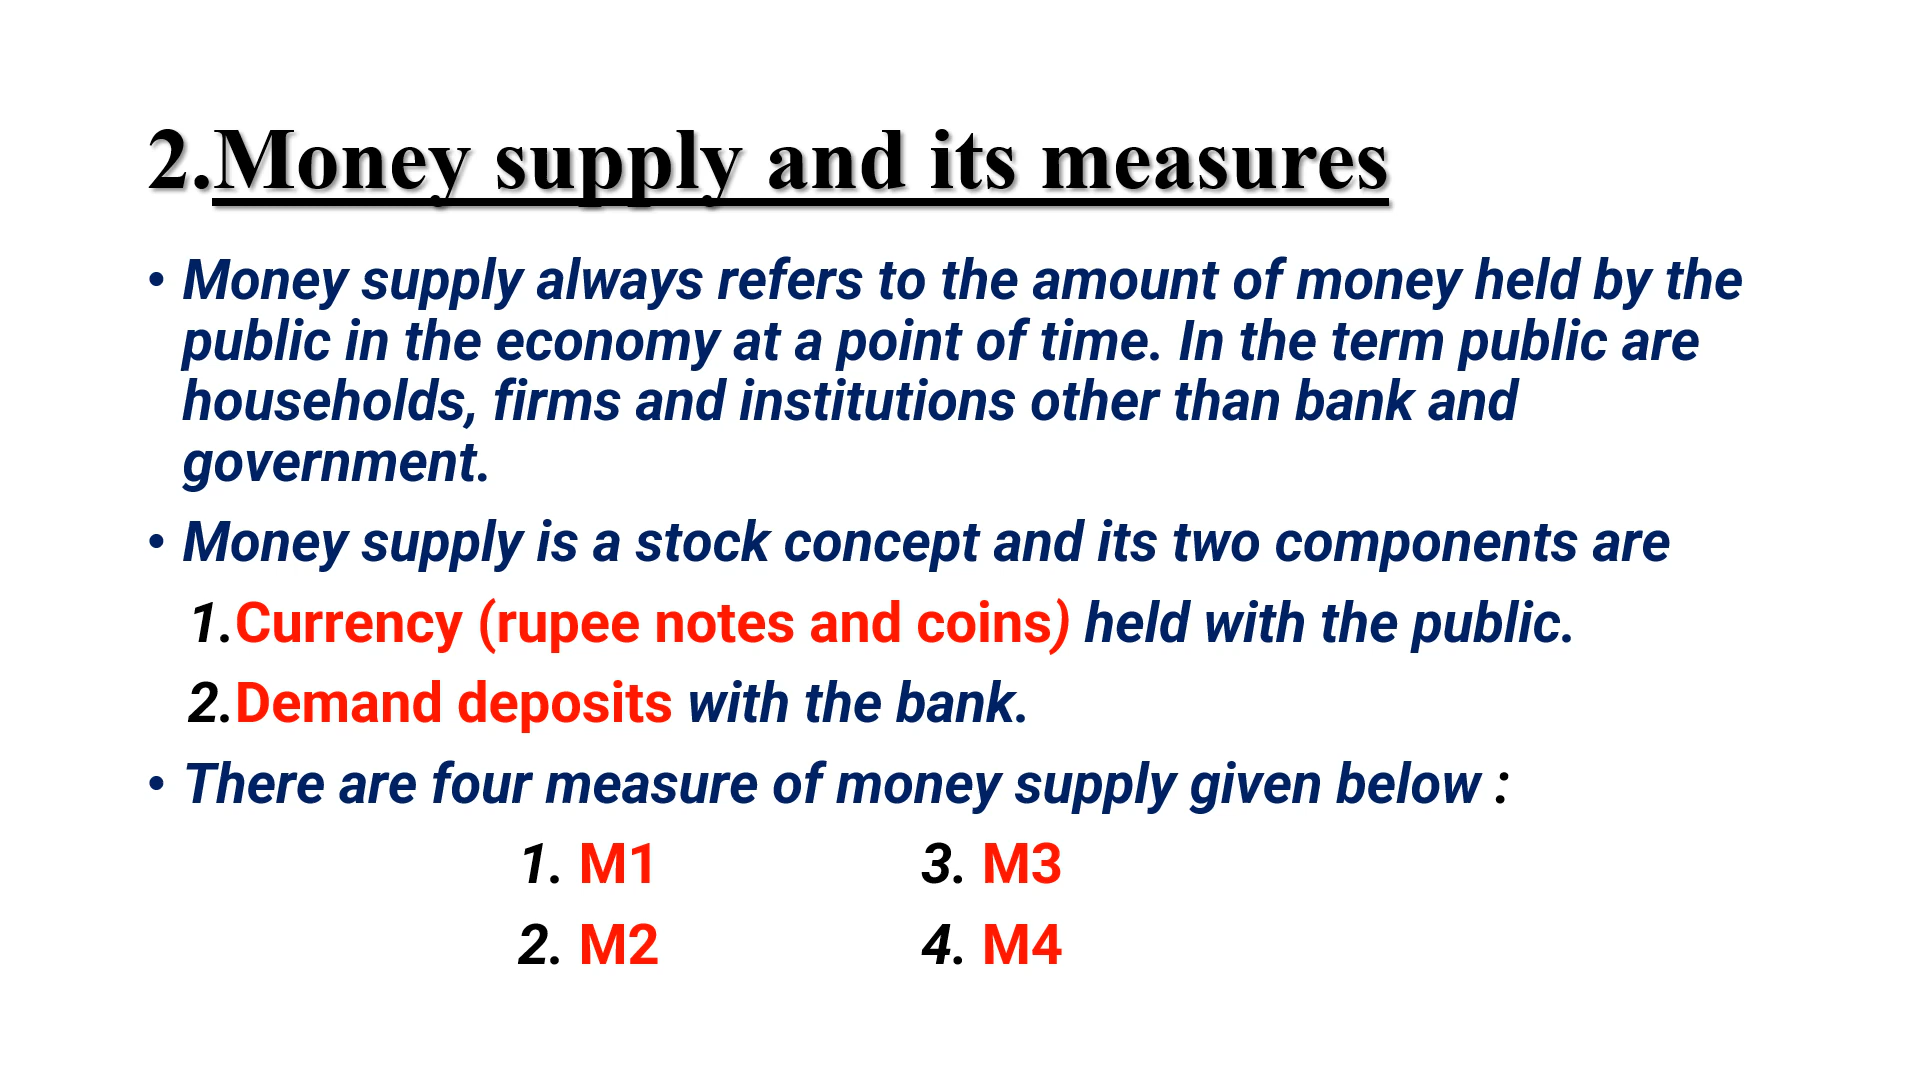 2.Money supply and its measures
• Money supply always refers to the amount of money held by the
public in the economy at a point of time. In the term public are
households, firms and institutions other than bank and
government.
• Money supply is a stock concept and its two components are
1.Currency (rupee notes and coins) held with the public.
2.Demand deposits with the bank.
• There are four measure of money supply given below :
1. M1 3. M3
2. M2 4. M4